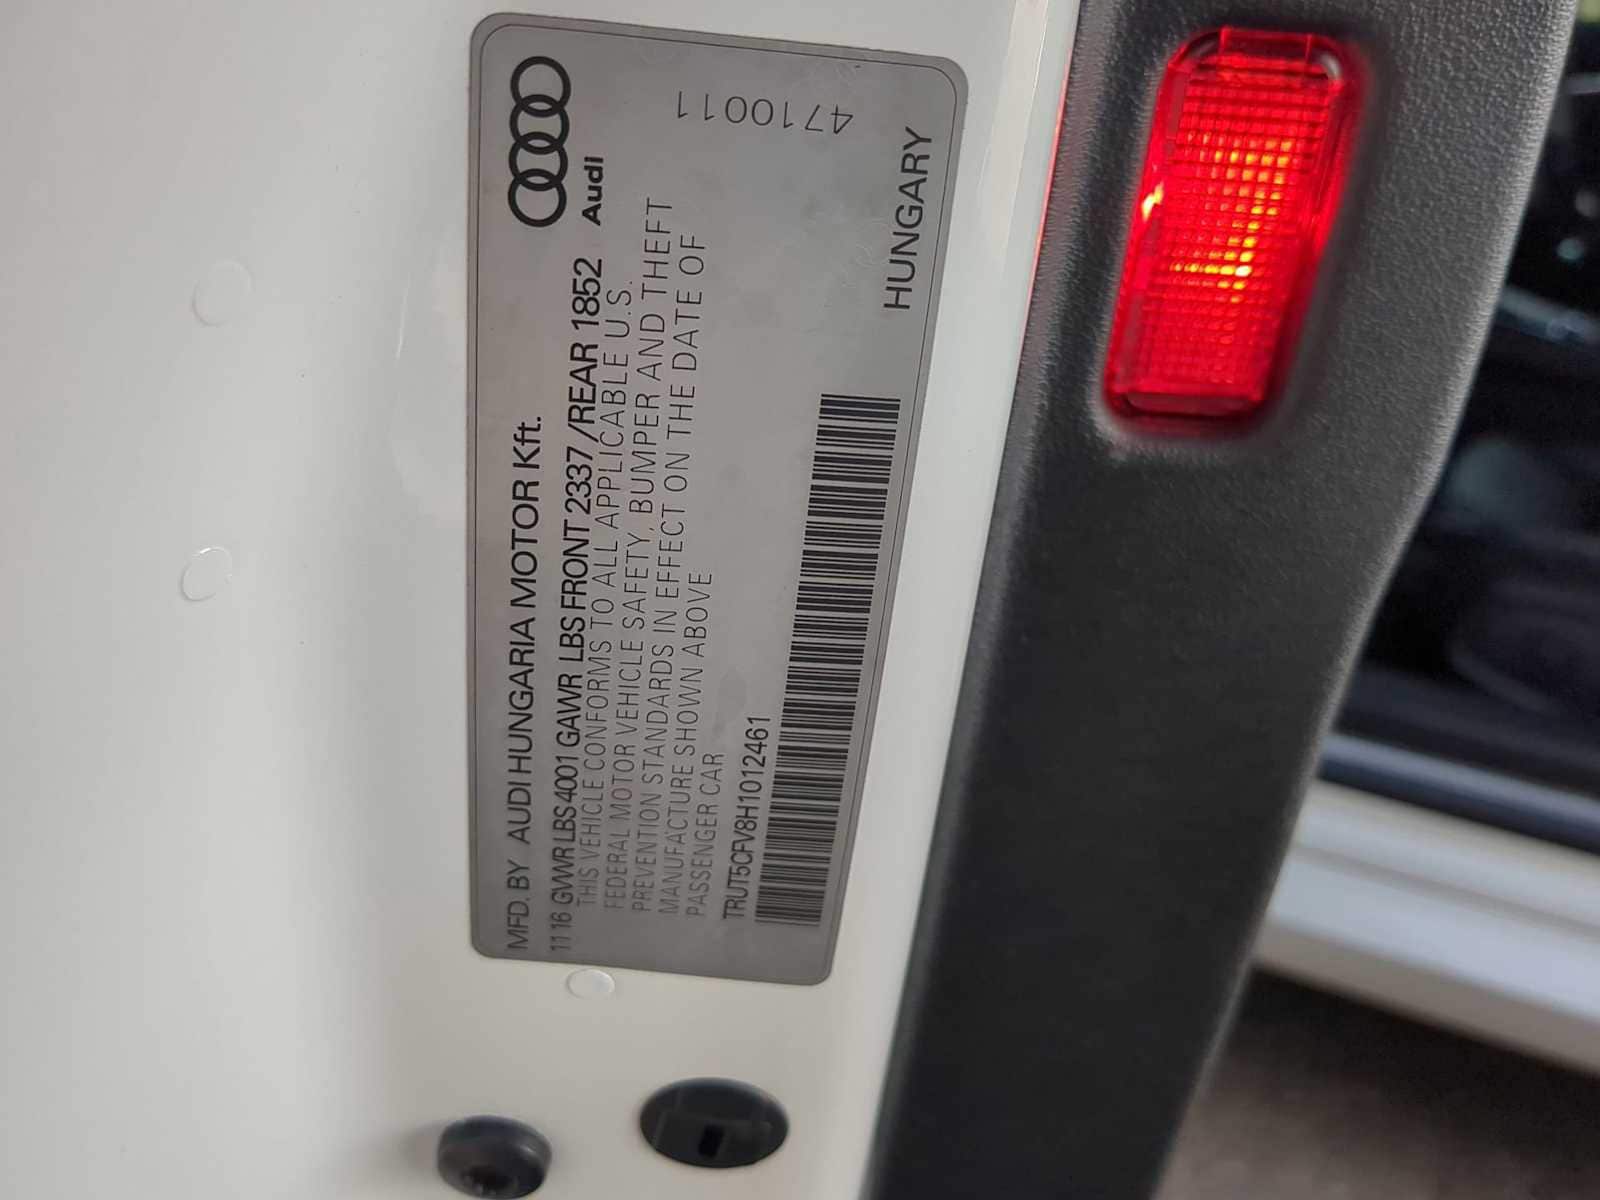 MFD. BY AUDI HUNGARIA MOTOR Kft.
11 16 GVWR LBS 4001 GAWR LBS FRONT 2337/REAR 1852
Audi
THIS VEHICLE CONFORMS TO ALL APPLICABLE U.S.
FEDERAL MOTOR VEHICLE SAFETY, BUMPER AND THEFT
PREVENTION STANDARDS IN EFFECT ON THE DATE OF
MANUFACTURE SHOWN ABOVE
PASSENGER CAR
TRUT5CFV8H1012461
HUNGARY
4710011